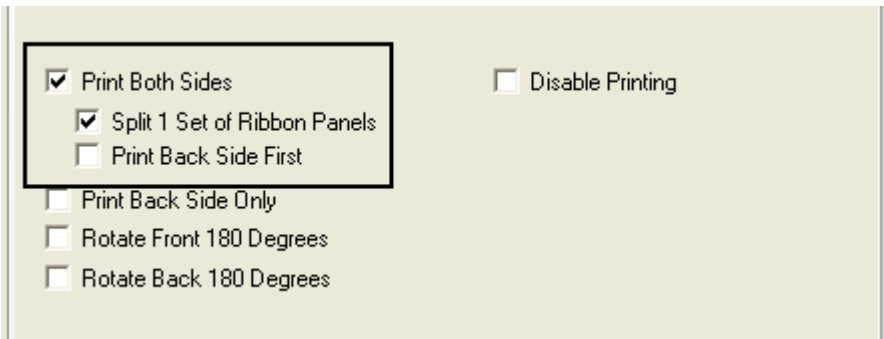 Print Both Sides
Disable Printing
Split 1 Set of Ribbon Panels
Print Back Side First
Print Back Side Only
Rotate Front 180 Degrees
Rotate Back 180 Degrees